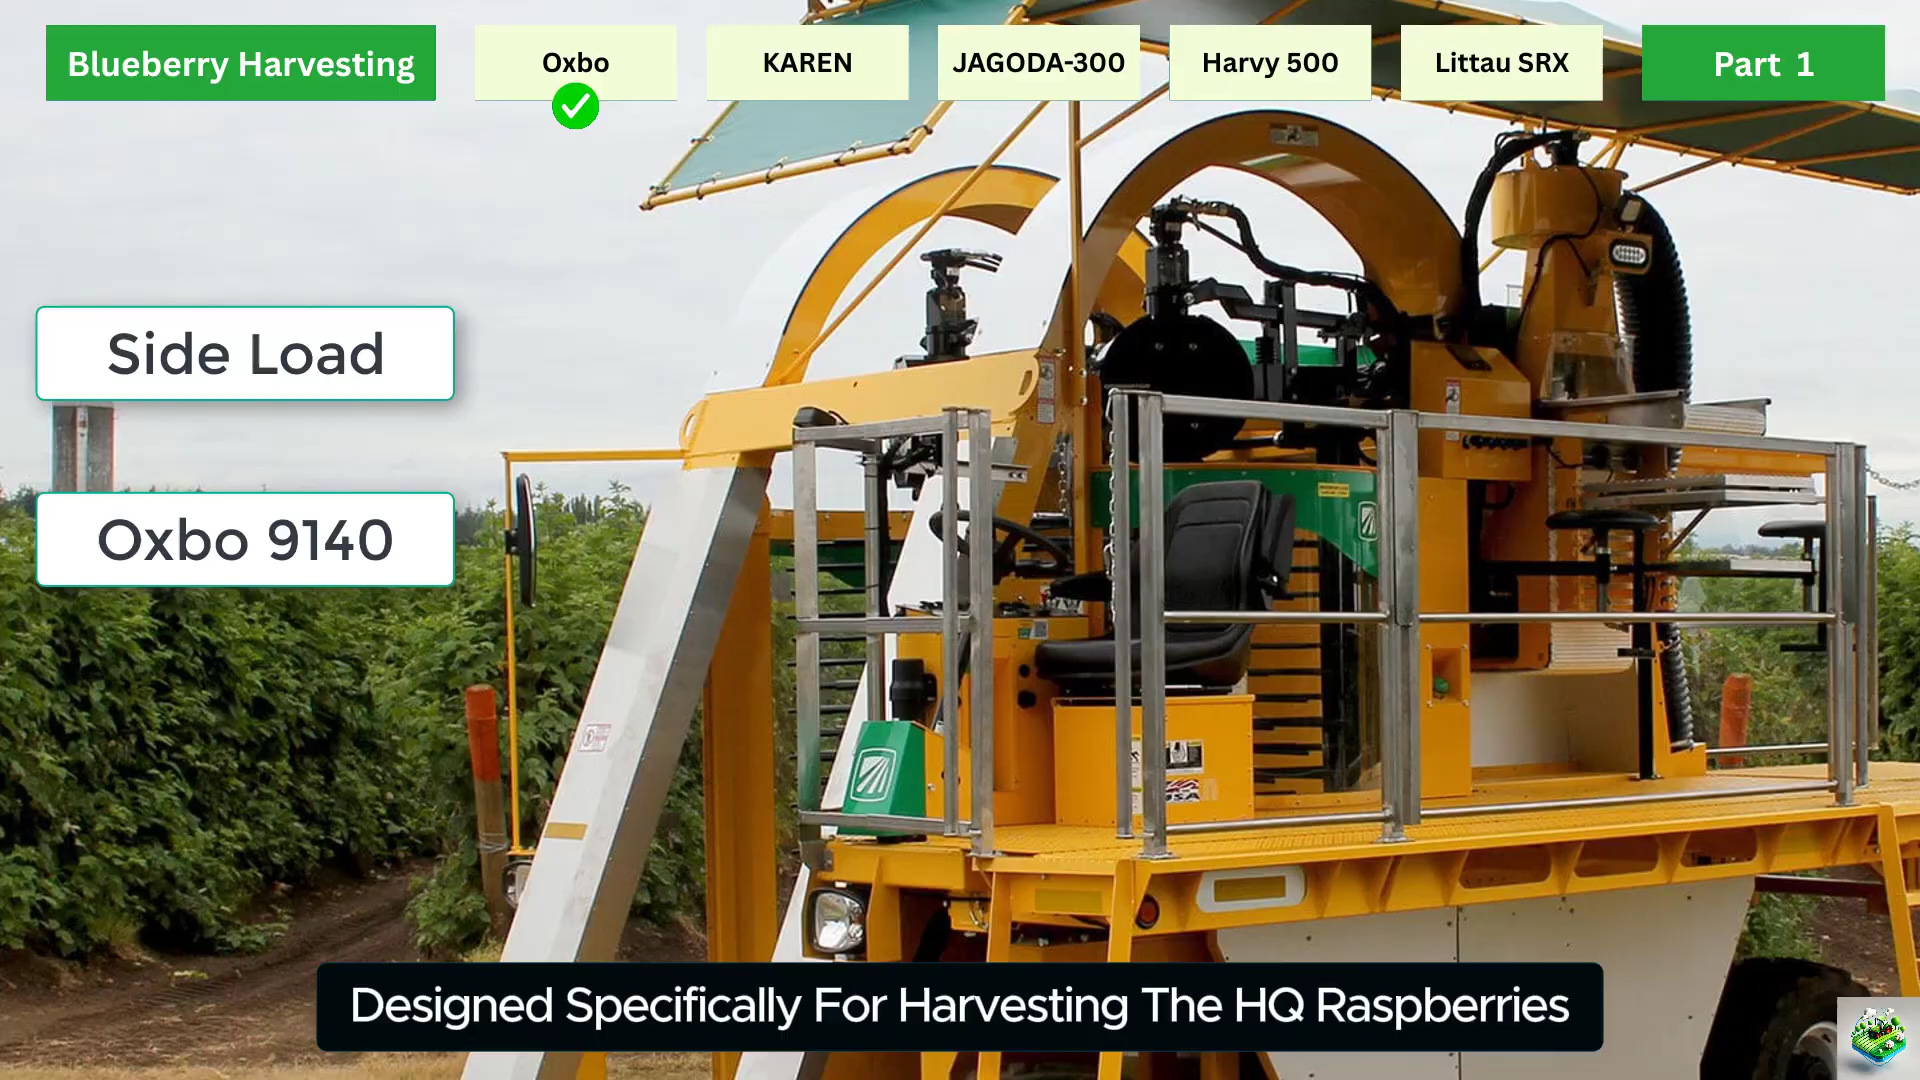 Blueberry Harvesting
Oxbo
KAREN
JAGODA-300
Harvy 500
Littau SRX
Part 1
Side Load
Oxbo 9140
USA
Designed Specifically For Harvesting The HQ Raspberries